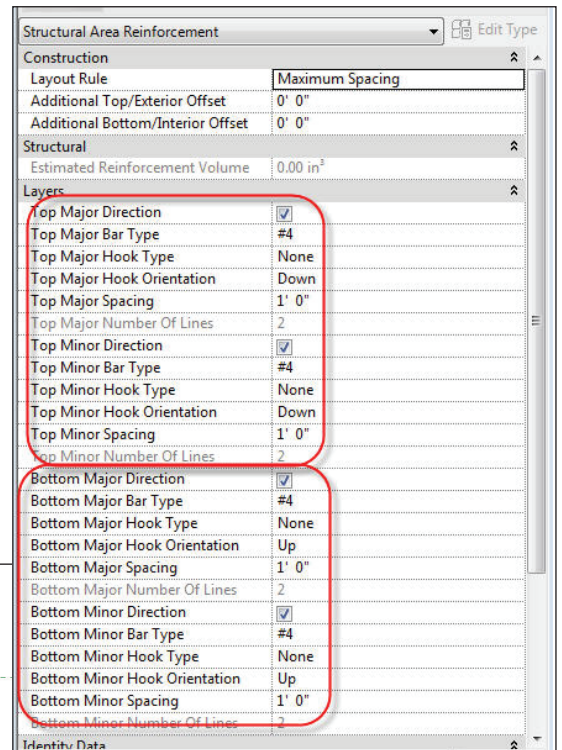 Structural Area Reinforcement Edit Type
Construction
Layout Rule Maximum Spacing
Additional Top/Exterior Offset 0' 0"
Additional Bottom/Interior Offset 0' 0"
Structural
Estimated Reinforcement Volume 0.00 in³
Layers
Top Major Direction
Top Major Bar Type #4
Top Major Hook Type None
Top Major Hook Orientation Down
Top Major Spacing 1' 0"
Top Major Number Of Lines 2
Top Minor Direction
Top Minor Bar Type #4
Top Minor Hook Type None
Top Minor Hook Orientation Down
Top Minor Spacing 1' 0"
Top Minor Number Of Lines 2
Bottom Major Direction
Bottom Major Bar Type #4
Bottom Major Hook Type None
Bottom Major Hook Orientation Up
Bottom Major Spacing 1' 0"
Bottom Major Number Of Lines 2
Bottom Minor Direction
Bottom Minor Bar Type #4
Bottom Minor Hook Type None
Bottom Minor Hook Orientation Up
Bottom Minor Spacing 1' 0"
Bottom Minor Number Of Lines 2
Identity Data